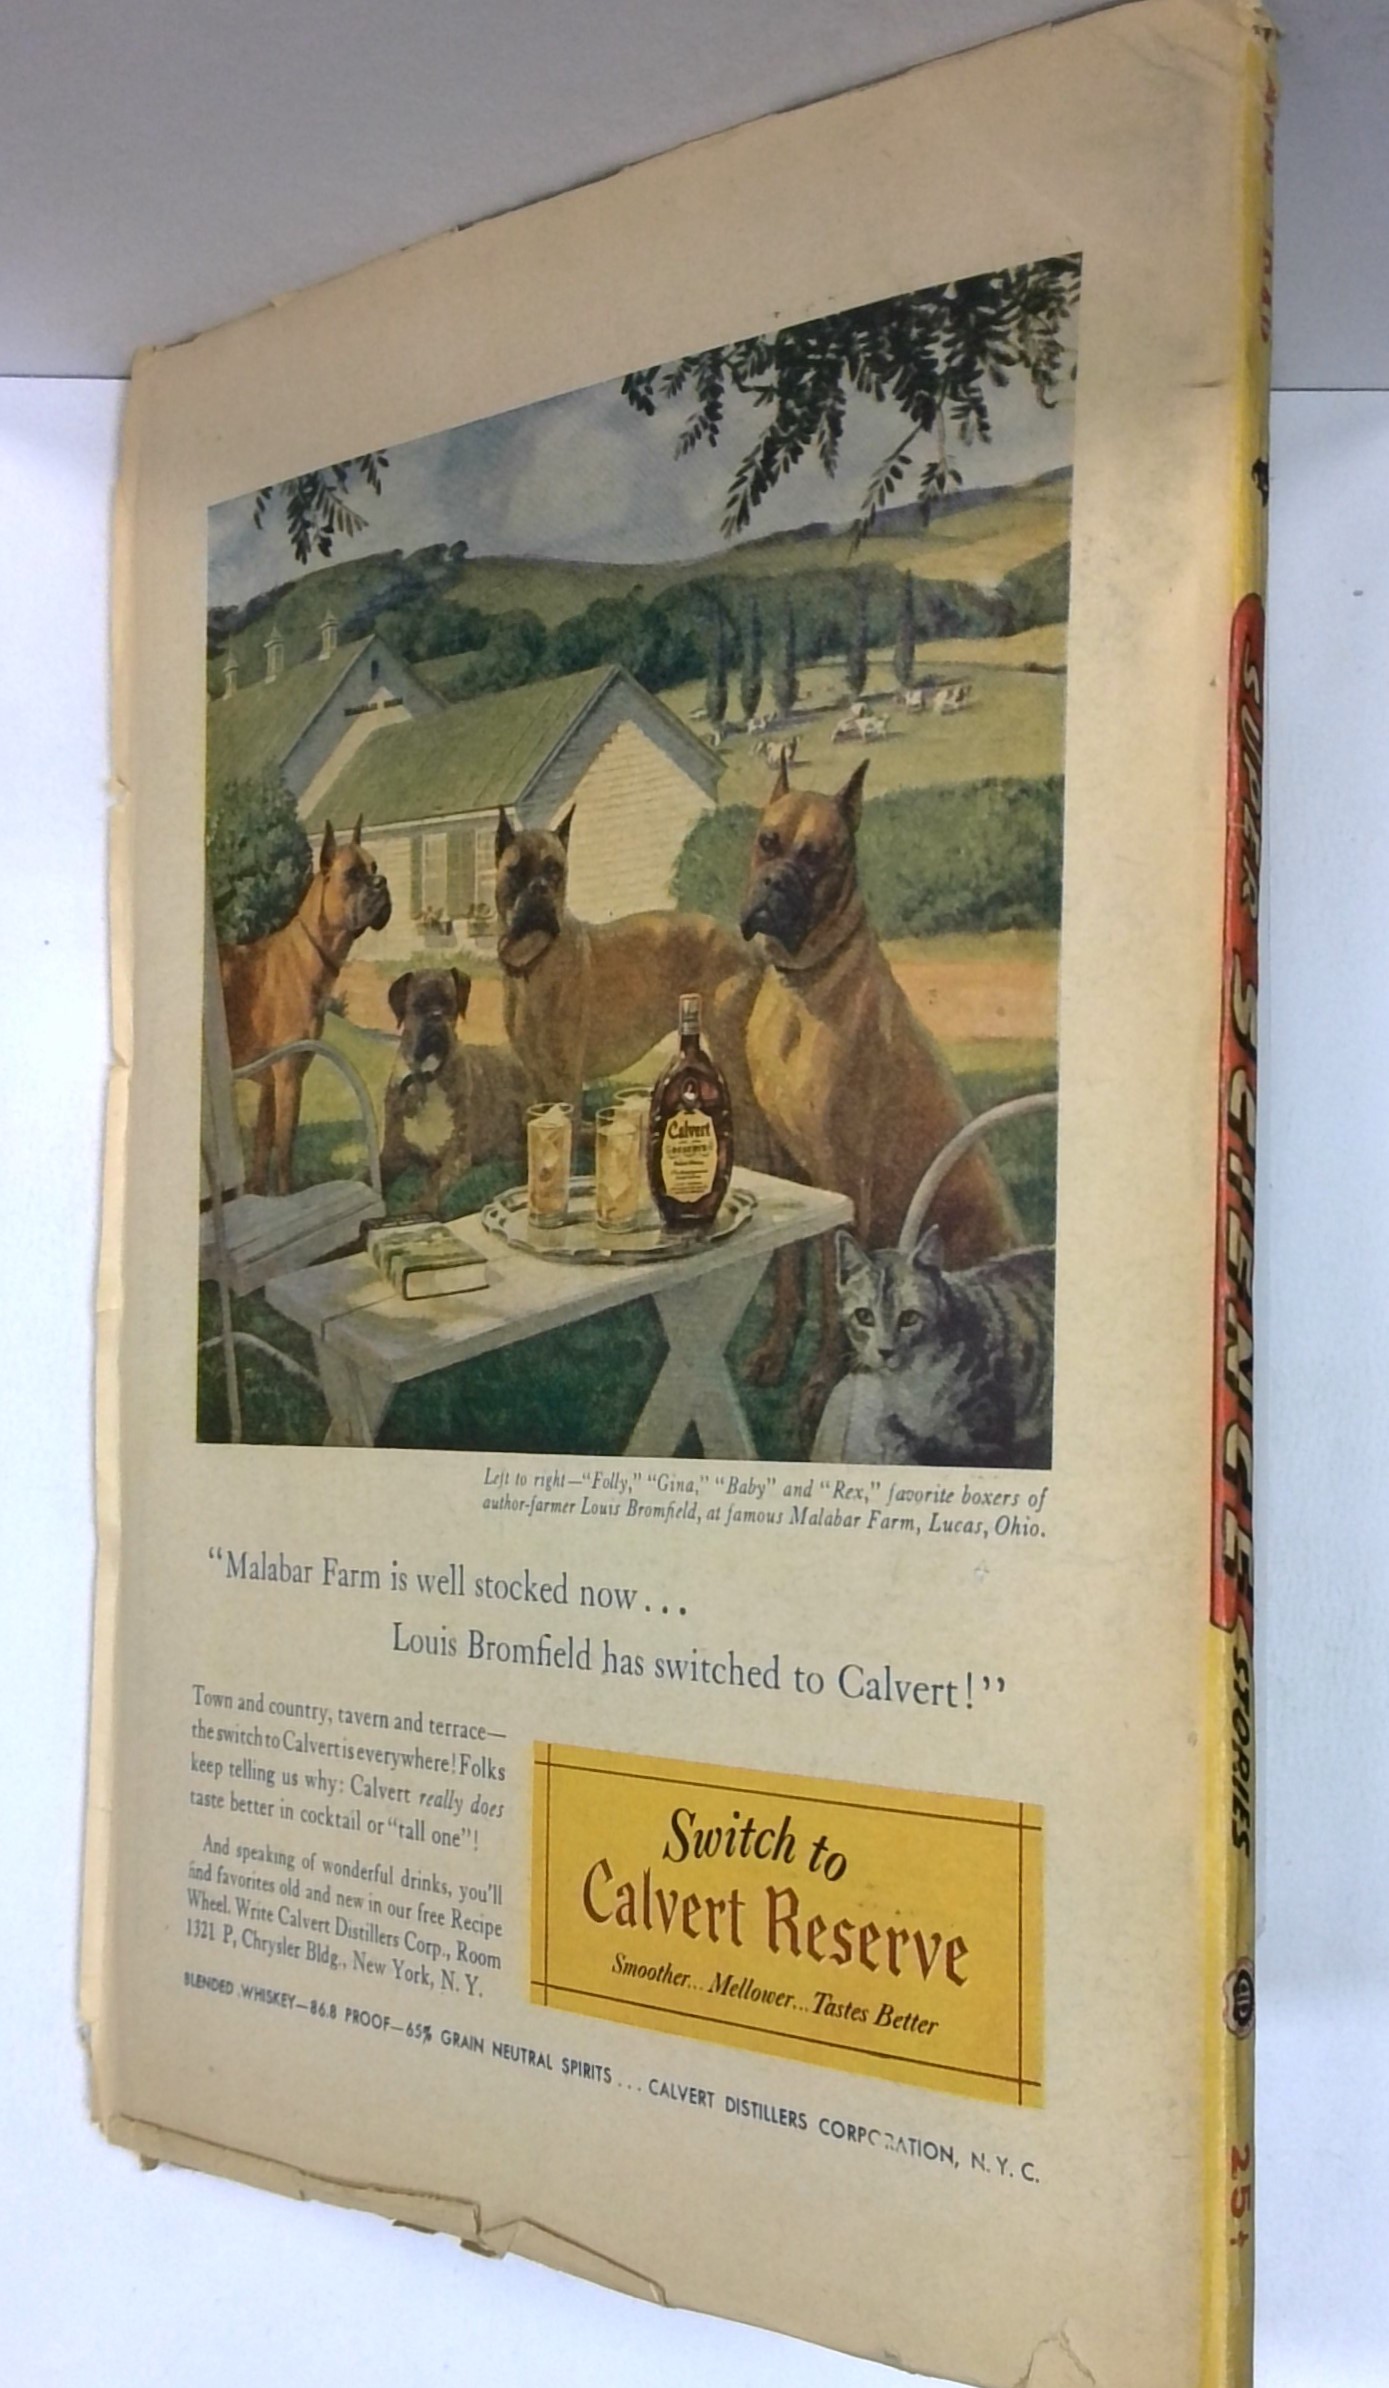 Calvert
Left to right—“Folly,” “Gina,” “Baby” and “Rex,” favorite boxers of
author-farmer Louis Bromfield, at famous Malabar Farm, Lucas, Ohio.
“Malabar Farm is well stocked now...
Louis Bromfield has switched to Calvert!”
Town and country, tavern and terrace—
the switch to Calvert is everywhere! Folks
keep telling us why: Calvert really does
taste better in cocktail or “tall one”!
And speaking of wonderful drinks, you’ll
find favorites old and new in our free Recipe
Wheel. Write Calvert Distillers Corp., Room
1321 P, Chrysler Bldg., New York, N. Y.
Switch to
Calvert Reserve
Smoother... Mellower... Tastes Better
BLENDED WHISKEY—86.8 PROOF—65% GRAIN NEUTRAL SPIRITS... CALVERT DISTILLERS CORPORATION, N. Y. C.
SUPER SCIENCE STORIES
25¢